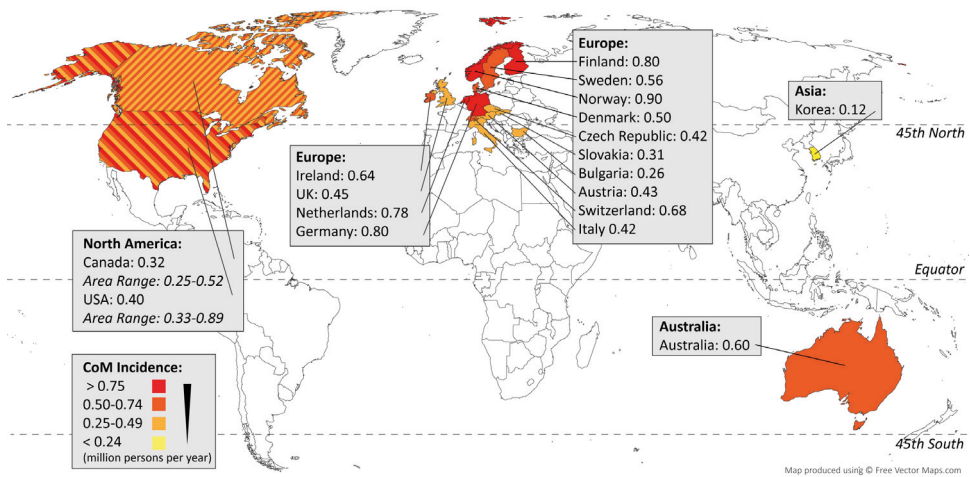 Europe:
Finland: 0.80
Sweden: 0.56
Norway: 0.90
Denmark: 0.50
Czech Republic: 0.42
Slovakia: 0.31
Bulgaria: 0.26
Austria: 0.43
Switzerland: 0.68
Italy 0.42
Asia:
Korea: 0.12
45th North
Europe:
Ireland: 0.64
UK: 0.45
Netherlands: 0.78
Germany: 0.80
North America:
Canada: 0.32
Area Range: 0.25-0.52
USA: 0.40
Area Range: 0.33-0.89
Equator
Australia:
Australia: 0.60
CoM Incidence:
> 0.75
0.50-0.74
0.25-0.49
< 0.24
(million persons per year)
45th South
Map produced using © Free Vector Maps.com